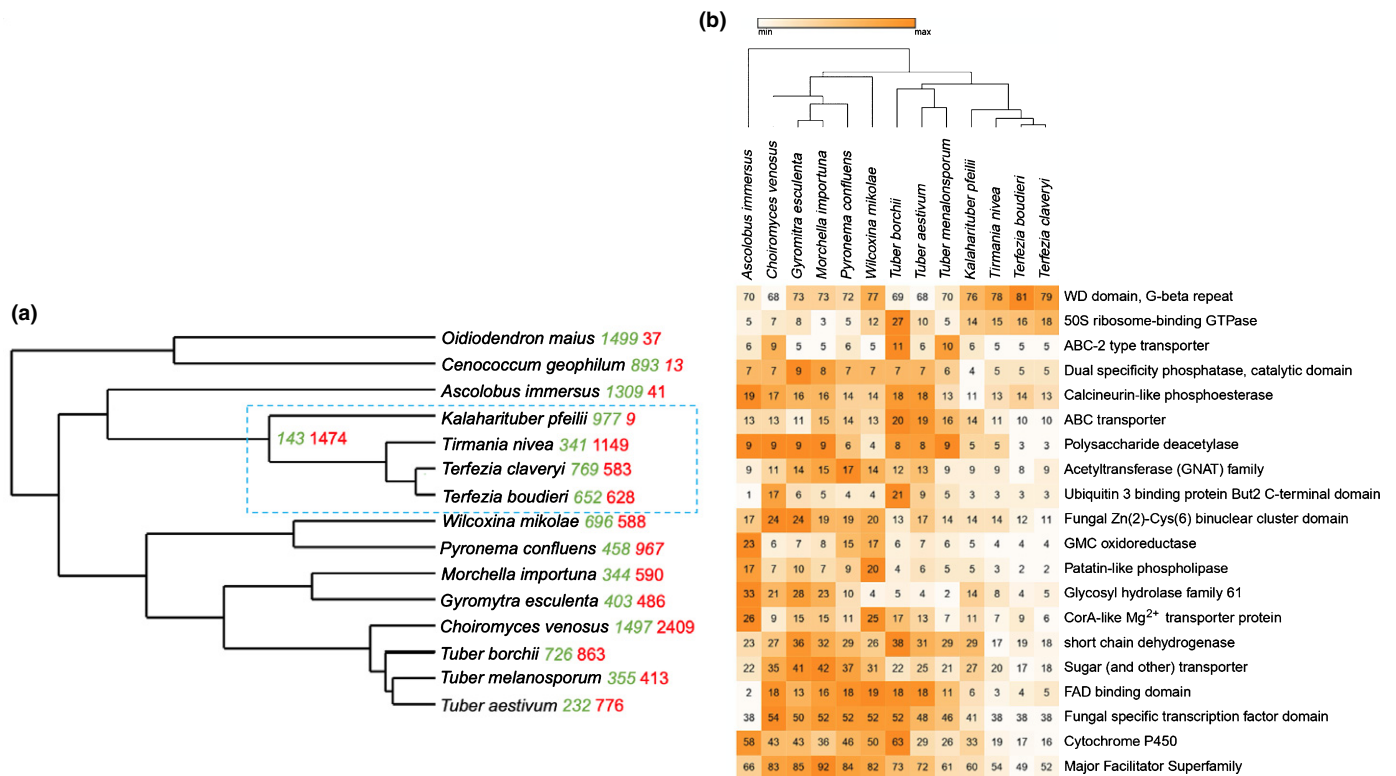 (a)
Oidiodendron maius 1499 37
Cenococcum geophilum 893 13
Ascolobus immersus 1309 41
Kalaharituber pfeilii 977 9
143 1474
Tirmania nivea 341 1149
Terfezia claveryi 769 583
Terfezia boudieri 652 628
Wilcoxina mikolae 696 588
Pyronema confluens 458 967
Morchella importuna 344 590
Gyromytra esculenta 403 486
Choiromyces venosus 1497 2409
Tuber borchii 726 863
Tuber melanosporum 355 413
Tuber aestivum 232 776
(b)
min max
Ascolobus immersus
Choiromyces venosus
Gyromitra esculenta
Morchella importuna
Pyronema confluens
Wilcoxina mikolae
Tuber borchii
Tuber aestivum
Tuber menalonsporum
Kalaharituber pfeilii
Tirmania nivea
Terfezia boudieri
Terfezia claveryi
70 68 73 73 72 77 69 68 70 76 78 81 79 WD domain, G-beta repeat
5 7 8 3 5 12 27 10 5 14 15 16 18 50S ribosome-binding GTPase
6 9 5 5 6 5 11 6 10 6 5 5 5 ABC-2 type transporter
7 7 9 8 7 7 7 7 6 4 5 5 5 Dual specificity phosphatase, catalytic domain
19 17 16 16 14 14 18 18 13 11 13 14 13 Calcineurin-like phosphoesterase
13 13 11 15 14 13 20 19 16 14 11 10 10 ABC transporter
9 9 9 9 6 4 8 8 9 5 5 3 3 Polysaccharide deacetylase
9 11 14 15 17 14 12 13 9 9 9 8 9 Acetyltransferase (GNAT) family
1 17 6 5 4 4 21 9 5 3 3 3 3 Ubiquitin 3 binding protein But2 C-terminal domain
17 24 24 19 19 20 13 17 14 14 14 12 11 Fungal Zn(2)-Cys(6) binuclear cluster domain
23 6 7 8 15 17 6 7 6 5 4 4 4 GMC oxidoreductase
17 7 10 7 9 20 4 6 5 5 3 2 2 Patatin-like phospholipase
33 21 28 23 10 4 5 4 2 14 8 4 5 Glycosyl hydrolase family 61
26 9 15 15 11 25 17 13 7 11 7 9 6 CorA-like Mg2+ transporter protein
23 27 36 32 29 26 38 31 29 29 17 19 18 short chain dehydrogenase
22 35 41 42 37 31 22 25 21 27 20 17 18 Sugar (and other) transporter
2 18 13 16 18 19 18 18 11 6 3 4 5 FAD binding domain
38 54 50 52 52 52 52 48 46 41 38 38 38 Fungal specific transcription factor domain
58 43 43 36 46 50 63 29 26 33 19 17 16 Cytochrome P450
66 83 85 92 84 82 73 72 61 60 54 49 52 Major Facilitator Superfamily